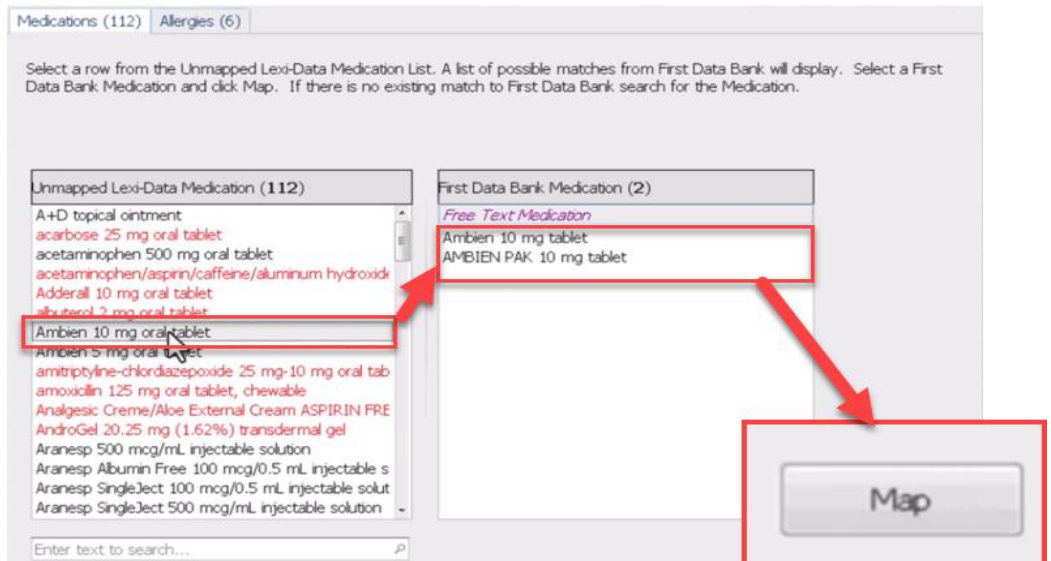 Medications (112)
Allergies (6)
Select a row from the Unmapped Lexi-Data Medication List. A list of possible matches from First Data Bank will display. Select a First
Data Bank Medication and click Map. If there is no existing match to First Data Bank search for the Medication.
Unmapped Lexi-Data Medication (112)
A+D topical ointment
acarbose 25 mg oral tablet
acetaminophen 500 mg oral tablet
acetaminophen/aspirin/caffeine/aluminum hydroxide
Adderall 10 mg oral tablet
albuterol 2 mg oral tablet
Ambien 10 mg oral tablet
Ambien 5 mg oral tablet
amitriptyline-chlordiazepoxide 25 mg-10 mg oral tab
amoxicillin 125 mg oral tablet, chewable
Analgesic Creme/Aloe External Cream ASPIRIN FRE
AndroGel 20.25 mg (1.62%) transdermal gel
Aranesp 500 mcg/mL injectable solution
Aranesp Albumin Free 100 mcg/0.5 mL injectable s
Aranesp SingleJect 100 mcg/0.5 mL injectable solut
Aranesp SingleJect 500 mcg/mL injectable solution
Enter text to search...
First Data Bank Medication (2)
Free Text Medication
Ambien 10 mg tablet
AMBIEN PAK 10 mg tablet
Map